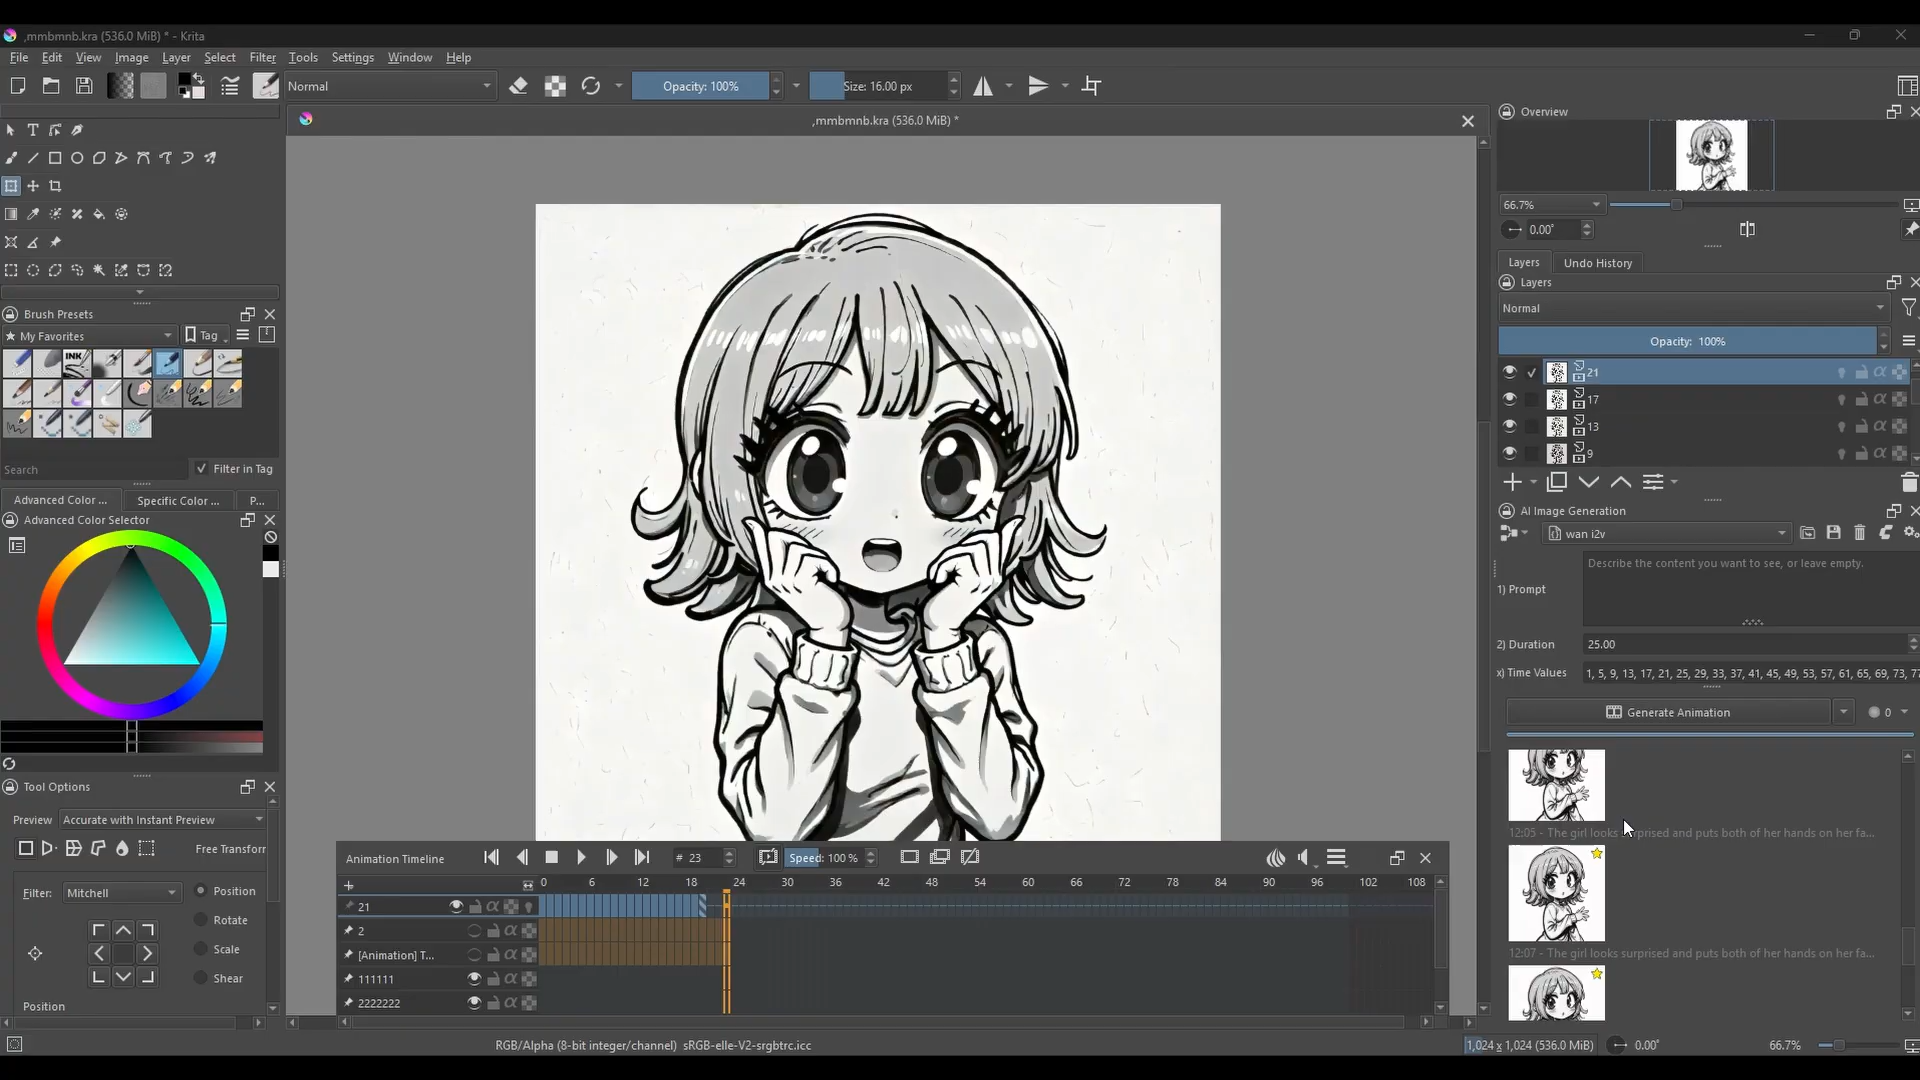 ,mmbmnb.kra (536.0 MiB) * - Krita
File Edit View Image Layer Select Filter Tools Settings Window Help
Normal
Opacity: 100%
Size: 16.00 px
,mmbmnb.kra (536.0 MiB) *
Overview
66.7%
0.00°
Layers Undo History
Layers
Normal
Opacity: 100%
21
17
13
9
AI Image Generation
wan i2v
1) Prompt
Describe the content you want to see, or leave empty.
2) Duration 25.00
x) Time Values 1, 5, 9, 13, 17, 21, 25, 29, 33, 37, 41, 45, 49, 53, 57, 61, 65, 69, 73, 77
Generate Animation
0
12:05 - The girl looks surprised and puts both of her hands on her fa...
12:07 - The girl looks surprised and puts both of her hands on her fa...
Brush Presets
My Favorites
Tag
INK
Search
Filter in Tag
Advanced Color ... Specific Color ... P...
Advanced Color Selector
Tool Options
Preview Accurate with Instant Preview
Free Transform
Filter: Mitchell
Position
Rotate
Scale
Shear
Position
Animation Timeline
# 23
Speed: 100 %
0 6 12 18 24 30 36 42 48 54 60 66 72 78 84 90 96 102 108
21
2
[Animation] T...
111111
2222222
RGB/Alpha (8-bit integer/channel) sRGB-elle-V2-srgbtrc.icc
1,024 x 1,024 (536.0 MiB)
0.00°
66.7%